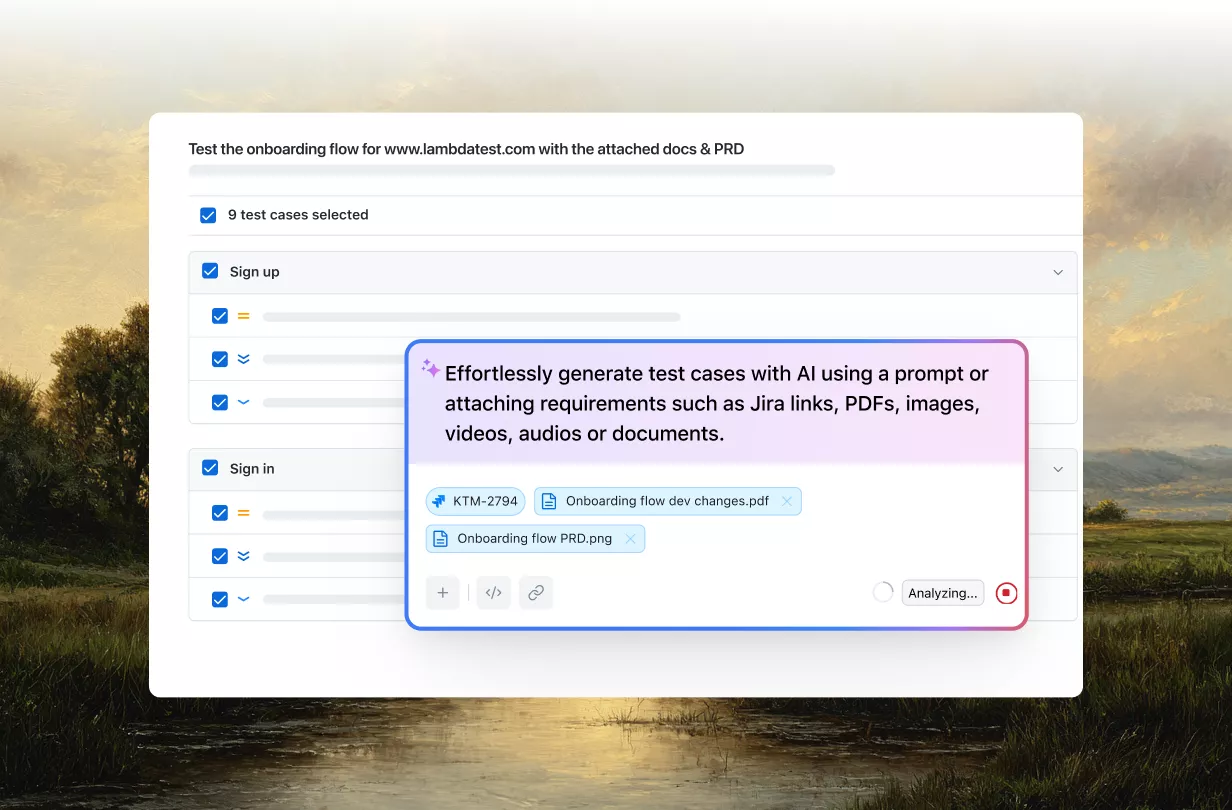 Test the onboarding flow for www.lambdatest.com with the attached docs & PRD
9 test cases selected
Sign up
Effortlessly generate test cases with AI using a prompt or
attaching requirements such as Jira links, PDFs, images,
videos, audios or documents.
Sign in
KTM-2794
Onboarding flow dev changes.pdf
Onboarding flow PRD.png
Analyzing...